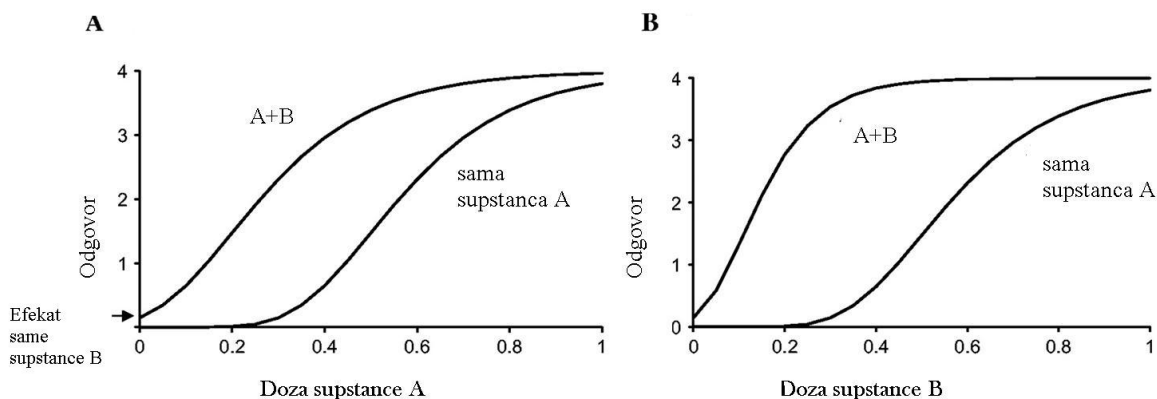 A
4
3
2
1
Odgovor
A+B
sama
supstanca A
Efekat
same
supstance B
0
0.2
0.4
0.6
0.8
1
Doza supstance A
B
4
3
2
1
0
Odgovor
A+B
sama
supstanca A
0
0.2
0.4
0.6
0.8
1
Doza supstance B